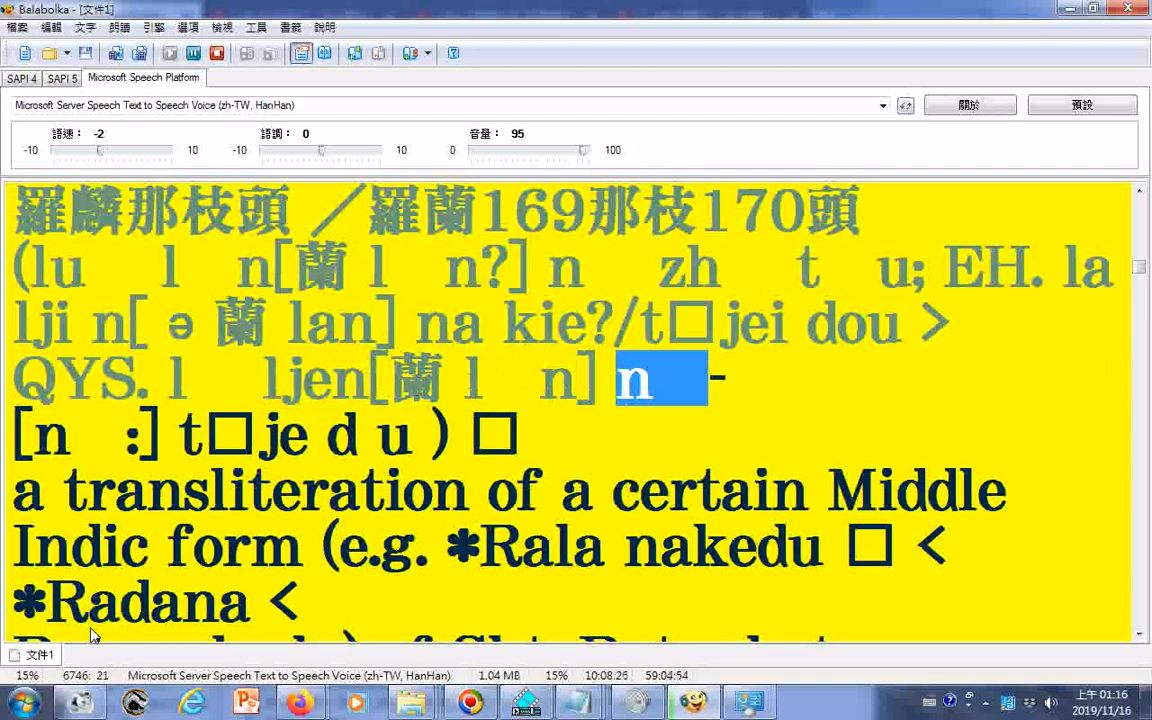 Balabolka - [文件1]
檔案 編輯 文字 朗讀 引擎 選項 檢視 工具 書籤 說明
SAPI 4 SAPI 5 Microsoft Speech Platform
Microsoft Server Speech Text to Speech Voice (zh-TW, HanHan) 關於 預設
語速： -2 語調： 0 音量： 95
-10 10 -10 10 0 100
羅麟那枝頭 ／羅蘭169那枝170頭
(lu l n[蘭 l n?] n zh t u; EH. la
lji n[ ə 蘭 lan] na kie?/t□jei dou >
QYS. l ljen[蘭 l n] n -
[n :] t□je d u ) □
a transliteration of a certain Middle
Indic form (e.g. *Rala nakedu □ <
*Radana <
文件1
15% 6746: 21 Microsoft Server Speech Text to Speech Voice (zh-TW, HanHan) 1.04 MB 15% 10:08:26 59:04:54
上午 01:16
2019/11/16